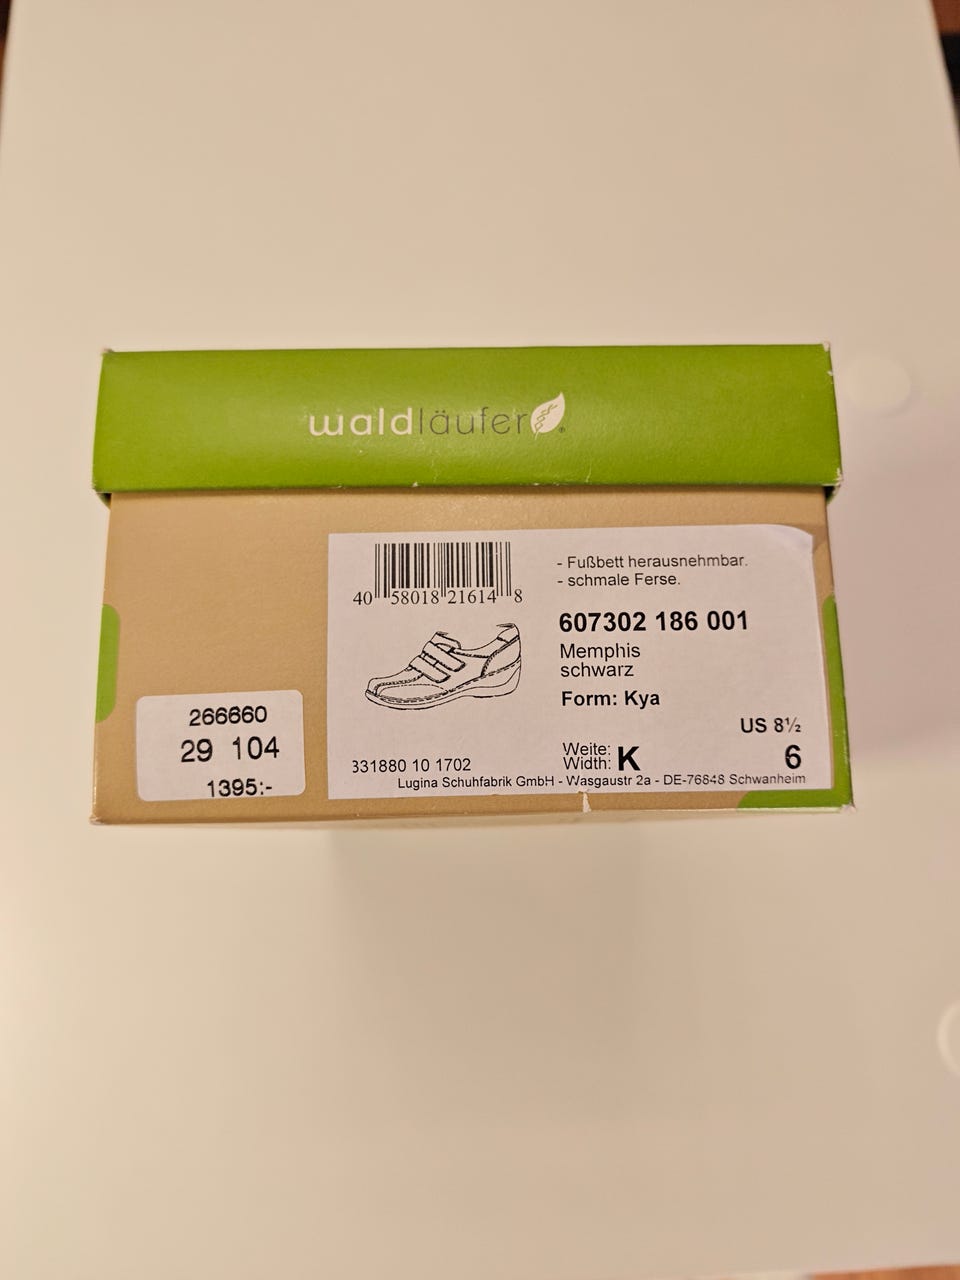 waldläufer®
40 58018 21614 8
- Fußbett herausnehmbar.
- schmale Ferse.
607302 186 001
Memphis
schwarz
Form: Kya
US 8½
Weite:
Width: K
6
331880 10 1702
Lugina Schuhfabrik GmbH - Wasgaustr 2a - DE-76848 Schwanheim
266660
29 104
1395:-